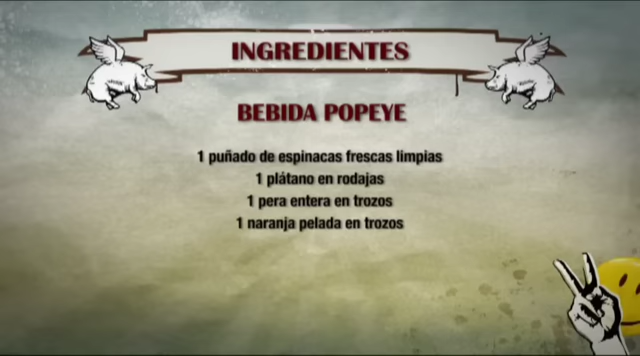 INGREDIENTES
BEBIDA POPEYE
1 puñado de espinacas frescas limpias
1 plátano en rodajas
1 pera entera en trozos
1 naranja pelada en trozos